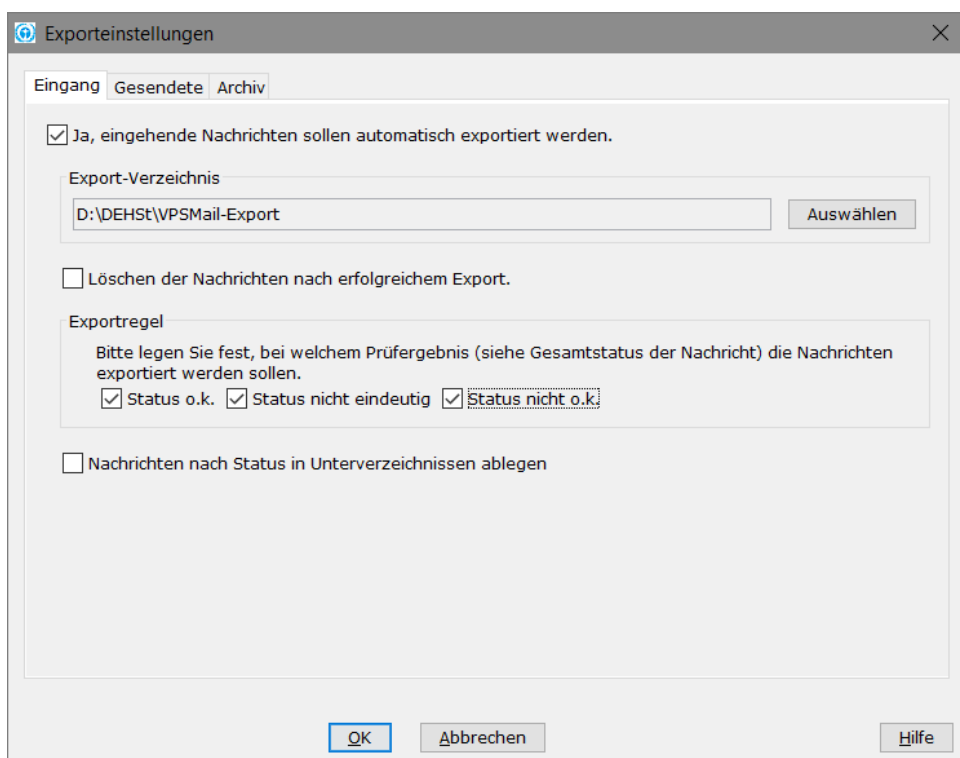 Exporteinstellungen
Eingang Gesendete Archiv
Ja, eingehende Nachrichten sollen automatisch exportiert werden.
Export-Verzeichnis
D:\DEHSt\VPSMail-Export Auswählen
Löschen der Nachrichten nach erfolgreichem Export.
Exportregel
Bitte legen Sie fest, bei welchem Prüfergebnis (siehe Gesamtstatus der Nachricht) die Nachrichten
exportiert werden sollen.
Status o.k. Status nicht eindeutig Status nicht o.k.
Nachrichten nach Status in Unterverzeichnissen ablegen
OK Abbrechen Hilfe